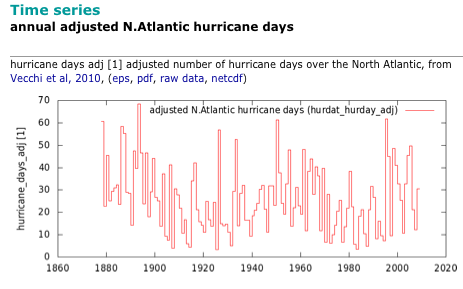 Time series
annual adjusted N.Atlantic hurricane days
hurricane days adj [1] adjusted number of hurricane days over the North Atlantic, from
Vecchi et al, 2010, (eps, pdf, raw data, netcdf)
adjusted N.Atlantic hurricane days (hurdat_hurday_adj)
hurricane_days_adj [1]
70
60
50
40
30
20
10
0
1860 1880 1900 1920 1940 1960 1980 2000 2020